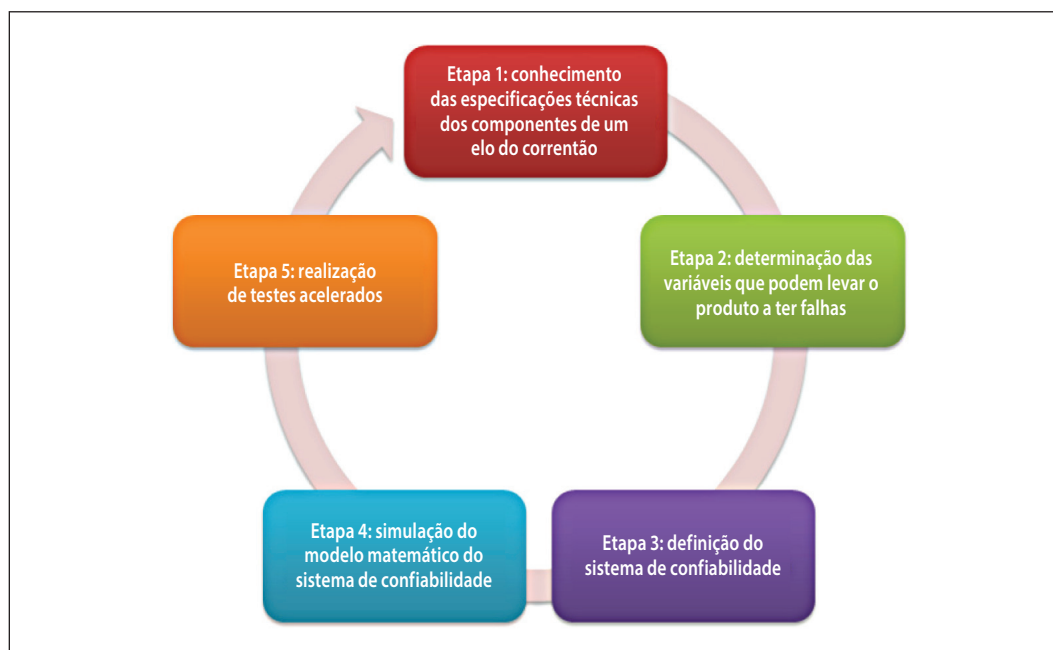 Etapa 1: conhecimento
das especificações técnicas
dos componentes de um
elo do correntão
Etapa 2: determinação das
variáveis que podem levar o
produto a ter falhas
Etapa 3: definição do
sistema de confiabilidade
Etapa 4: simulação do
modelo matemático do
sistema de confiabilidade
Etapa 5: realização
de testes acelerados